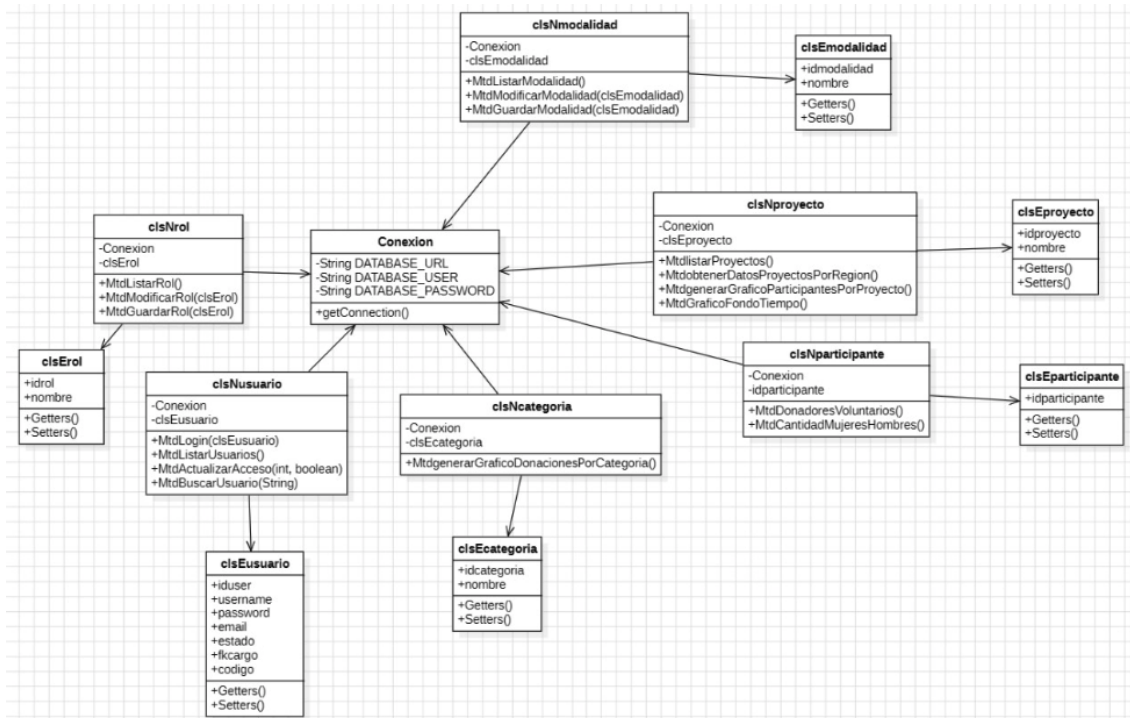 clsNmodalidad
-Conexion
-clsEmodalidad
+MtdListarModalidad()
+MtdModificarModalidad(clsEmodalidad)
+MtdGuardarModalidad(clsEmodalidad)
clsEmodalidad
+idmodalidad
+nombre
+Getters()
+Setters()
clsNrol
-Conexion
-clsErol
+MtdListarRol()
+MtdModificarRol(clsErol)
+MtdGuardarRol(clsErol)
Conexion
-String DATABASE_URL
-String DATABASE_USER
-String DATABASE_PASSWORD
+getConnection()
clsNproyecto
-Conexion
-clsEproyecto
+MtdlistarProyectos()
+MtdobtenerDatosProyectosPorRegion()
+MtdgenerarGraficoParticipantesPorProyecto()
+MtdGraficoFondoTiempo()
clsEproyecto
+idproyecto
+nombre
+Getters()
+Setters()
clsErol
+idrol
+nombre
+Getters()
+Setters()
clsNusuario
-Conexion
-clsEusuario
+MtdLogin(clsEusuario)
+MtdListarUsuarios()
+MtdActualizarAcceso(int, boolean)
+MtdBuscarUsuario(String)
clsNcategoria
-Conexion
-clsEcategoria
+MtdgenerarGraficoDonacionesPorCategoria()
clsNparticipante
-Conexion
-idparticipante
+MtdDonadoresVoluntarios()
+MtdCantidadMujeresHombres()
clsEparticipante
+idparticipante
+Getters()
+Setters()
clsEusuario
+iduser
+username
+password
+email
+estado
+fkcargo
+codigo
+Getters()
+Setters()
clsEcategoria
+idcategoria
+nombre
+Getters()
+Setters()